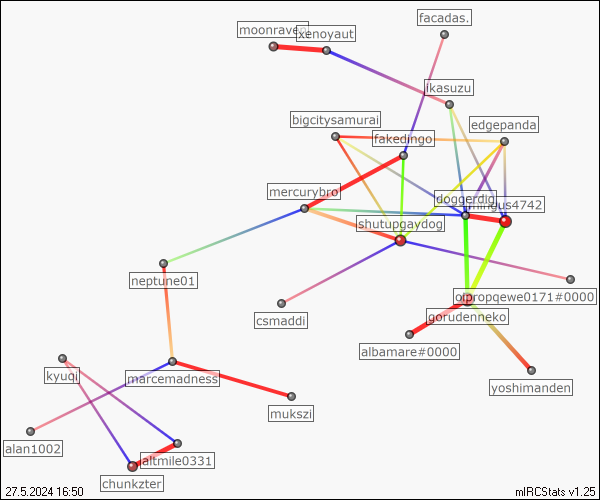 facadas.
moonrave
xenoyaut
ikasuzu
bigcitysamurai
edgepanda
fakedingo
mercurybro
doggerdig
mingus4742
shutupgaydog
neptune01
csmaddi
oipropqewe0171#0000
gorudenneko
albamare#0000
kyuqi
marcemadness
yoshimanden
mukszi
alan1002
altmile0331
chunkzter
27.5.2024 16:50
mIRCStats v1.25